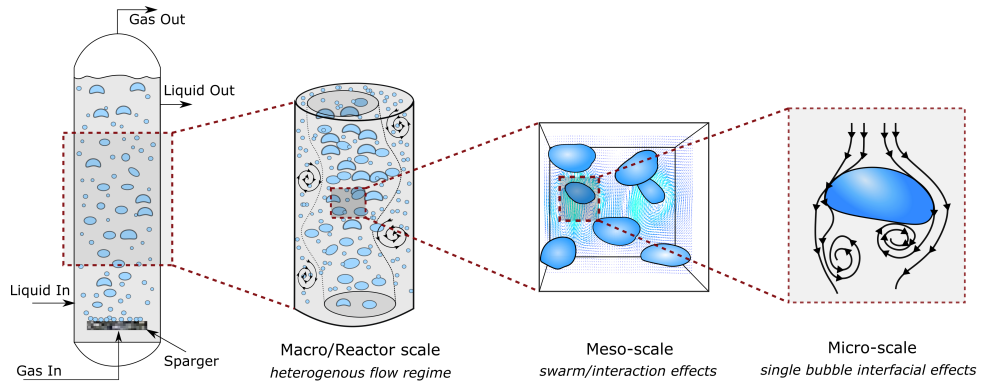 Gas Out
Liquid Out
Liquid In
Sparger
Gas In
Macro/Reactor scale
heterogenous flow regime
Meso-scale
swarm/interaction effects
Micro-scale
single bubble interfacial effects